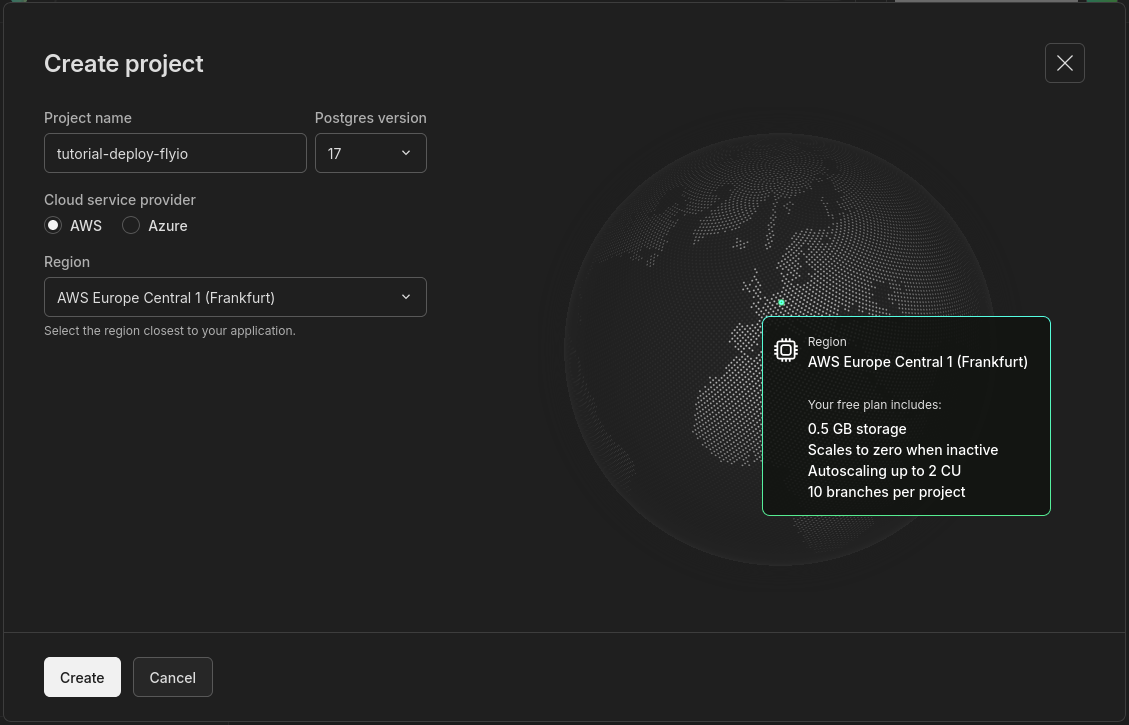 Create project
Project name
Postgres version
tutorial-deploy-flyio
17
Cloud service provider
AWS
Azure
Region
AWS Europe Central 1 (Frankfurt)
Select the region closest to your application.
Region
AWS Europe Central 1 (Frankfurt)
Your free plan includes:
0.5 GB storage
Scales to zero when inactive
Autoscaling up to 2 CU
10 branches per project
Create
Cancel